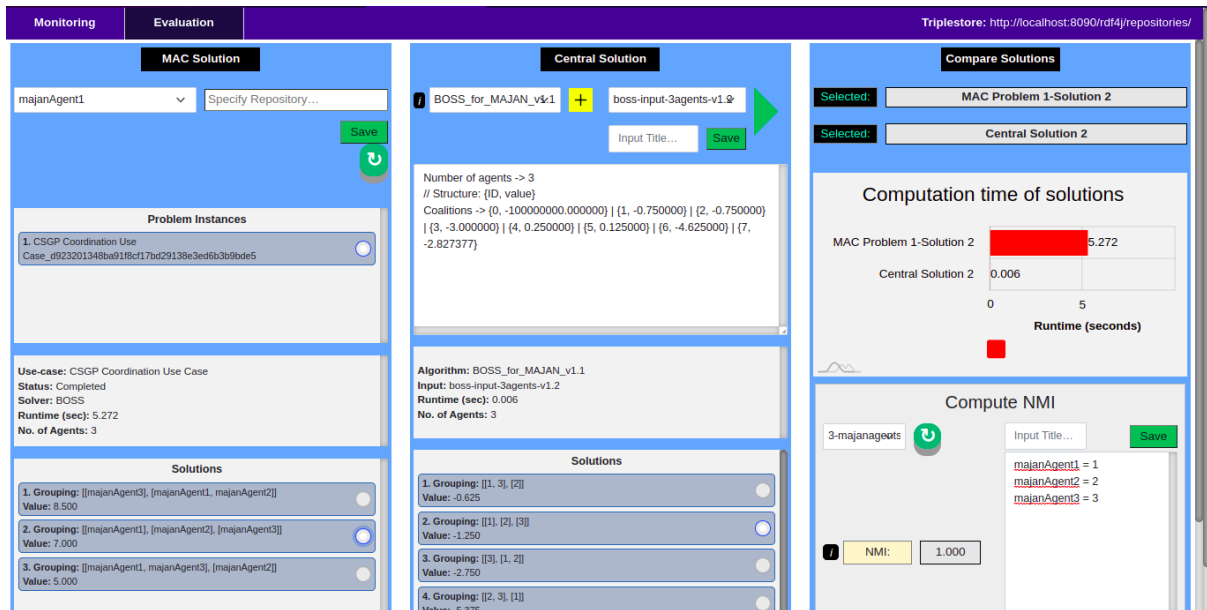 Monitoring
Evaluation
Triplestore: http://localhost:8090/rdf4j/repositories/
MAC Solution
majanAgent1
Specify Repository...
Save
Problem Instances
1. CSGP Coordination Use
Case_d923201348ba91f8cf17bd29138e3ed6b3b9bde5
Use-case: CSGP Coordination Use Case
Status: Completed
Solver: BOSS
Runtime (sec): 5.272
No. of Agents: 3
Solutions
1. Grouping: [[majanAgent3], [majanAgent1, majanAgent2]]
Value: 8.500
2. Grouping: [[majanAgent1], [majanAgent2], [majanAgent3]]
Value: 7.000
3. Grouping: [[majanAgent1, majanAgent3], [majanAgent2]]
Value: 5.000
Central Solution
i
BOSS_for_MAJAN_v1.1
+
boss-input-3agents-v1.2
Input Title...
Save
Number of agents -> 3
// Structure: {ID, value}
Coalitions -> {0, -100000000.000000} | {1, -0.750000} | {2, -0.750000}
| {3, -3.000000} | {4, 0.250000} | {5, 0.125000} | {6, -4.625000} | {7,
-2.827377}
Algorithm: BOSS_for_MAJAN_v1.1
Input: boss-input-3agents-v1.2
Runtime (sec): 0.006
No. of Agents: 3
Solutions
1. Grouping: [[1, 3], [2]]
Value: -0.625
2. Grouping: [[1], [2], [3]]
Value: -1.250
3. Grouping: [[3], [1, 2]]
Value: -2.750
4. Grouping: [[2, 3], [1]]
Value: -5.375
Compare Solutions
Selected:
MAC Problem 1-Solution 2
Selected:
Central Solution 2
Computation time of solutions
MAC Problem 1-Solution 2
5.272
Central Solution 2
0.006
0
5
Runtime (seconds)
Compute NMI
3-majanagents
Input Title...
Save
majanAgent1 = 1
majanAgent2 = 2
majanAgent3 = 3
i
NMI:
1.000